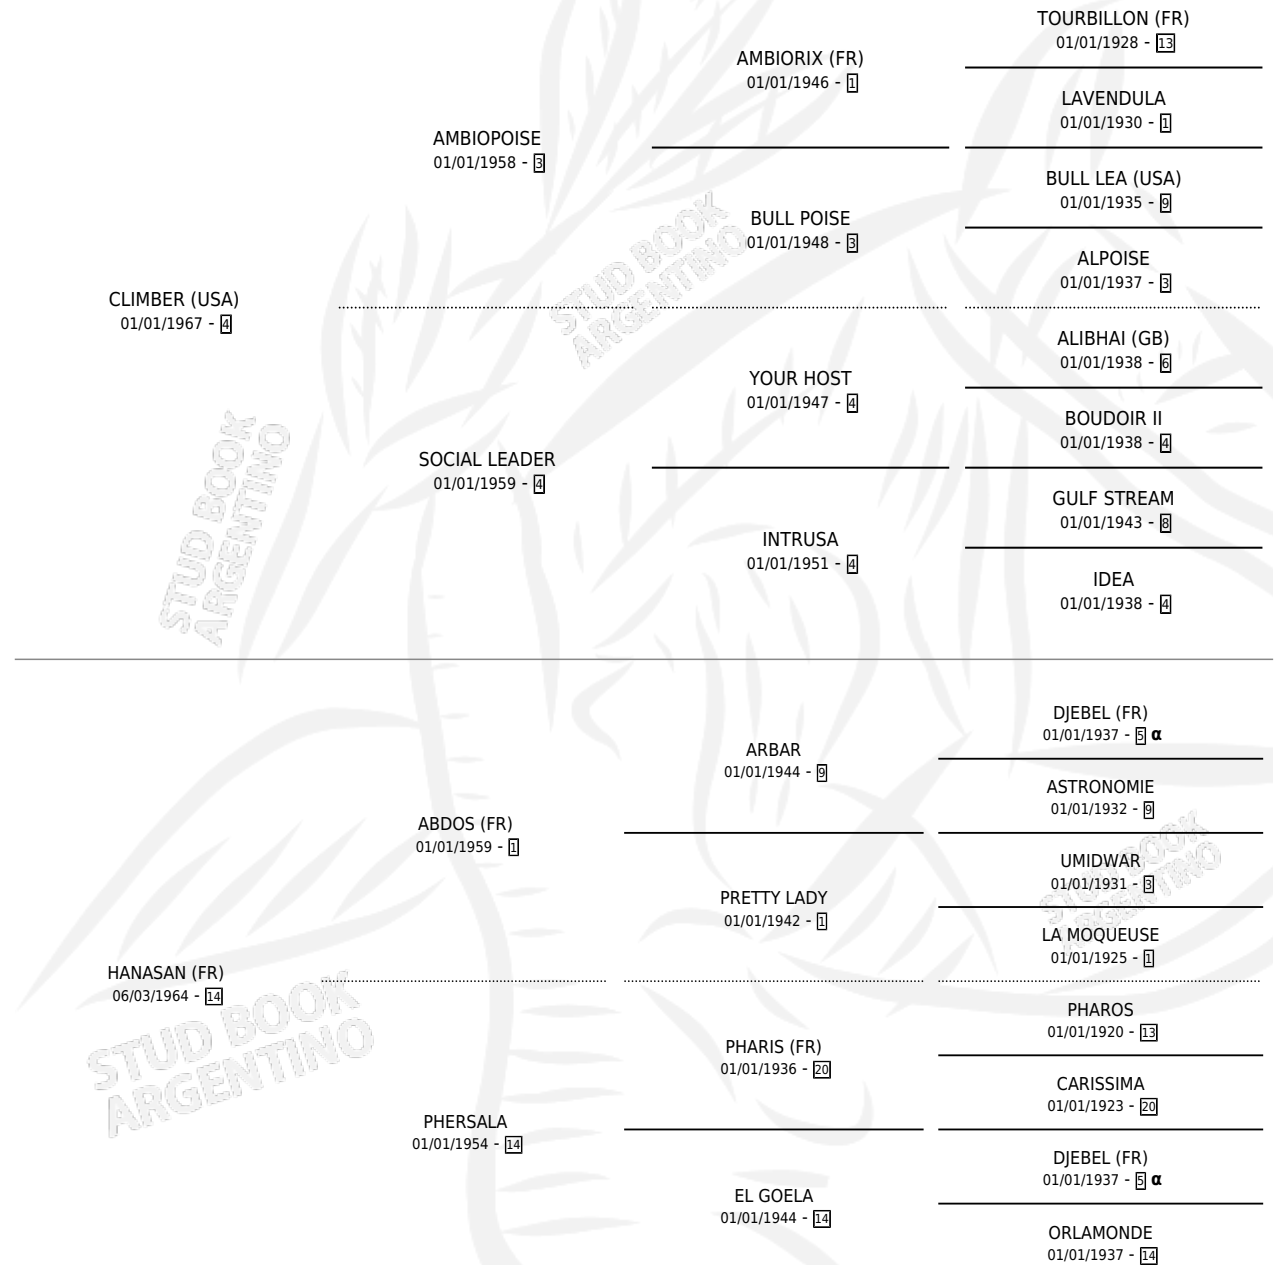 TOURBILLON (FR)
01/01/1928 - 13
AMBIORIX (FR)
01/01/1946 - 1
LAVENDULA
01/01/1930 - 1
AMBIOPOISE
01/01/1958 - 3
BULL LEA (USA)
01/01/1935 - 9
BULL POISE
01/01/1948 - 3
ALPOISE
01/01/1937 - 3
CLIMBER (USA)
01/01/1967 - 4
ALIBHAI (GB)
01/01/1938 - 6
YOUR HOST
01/01/1947 - 4
BOUDOIR II
01/01/1938 - 4
SOCIAL LEADER
01/01/1959 - 4
GULF STREAM
01/01/1943 - 8
INTRUSA
01/01/1951 - 4
IDEA
01/01/1938 - 4
DJEBEL (FR)
01/01/1937 - 5 α
ARBAR
01/01/1944 - 9
ASTRONOMIE
01/01/1932 - 9
ABDOS (FR)
01/01/1959 - 1
UMIDWAR
01/01/1931 - 3
PRETTY LADY
01/01/1942 - 1
LA MOQUEUSE
01/01/1925 - 1
HANASAN (FR)
06/03/1964 - 14
PHAROS
01/01/1920 - 13
PHARIS (FR)
01/01/1936 - 20
CARISSIMA
01/01/1923 - 20
PHERSALA
01/01/1954 - 14
DJEBEL (FR)
01/01/1937 - 5 α
EL GOELA
01/01/1944 - 14
ORLAMONDE
01/01/1937 - 14
STUD BOOK
ARGENTINO
STUD BOOK
ARGENTINO
STUD BOOK
ARGENTINO
STUD BOOK
ARGENTINO